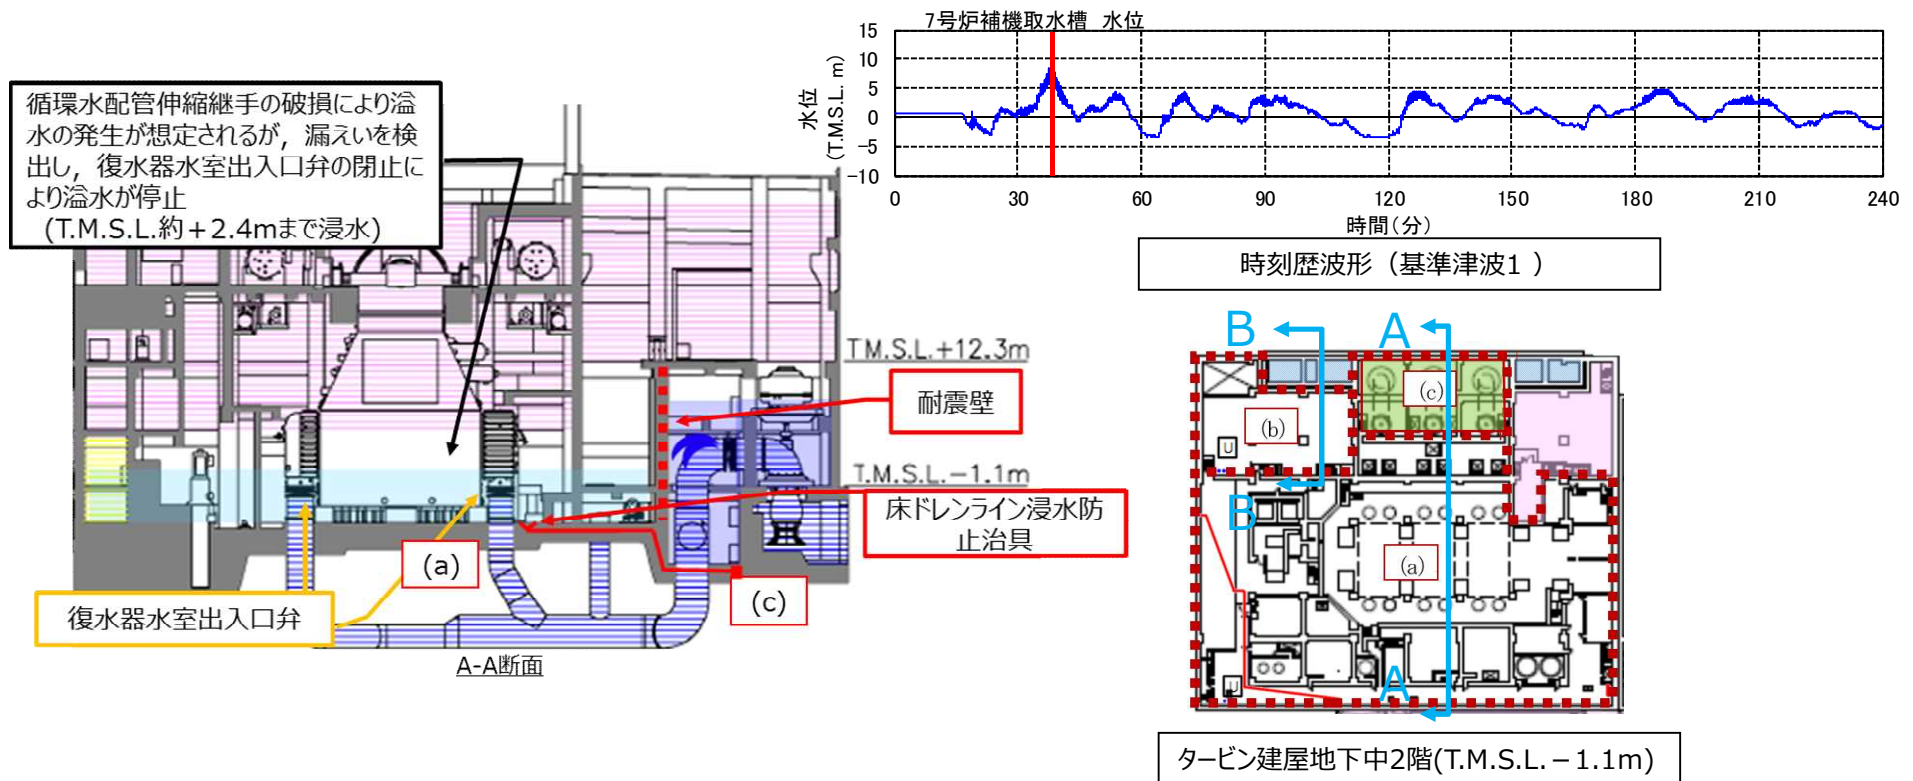 7号炉補機取水槽 水位
15
10
5
0
−5
−10
水位
(T.M.S.L. m)
0
30
60
90
120
150
180
210
240
時間(分)
時刻歴波形（基準津波1 ）
循環水配管伸縮継手の破損により溢
水の発生が想定されるが，漏えいを検
出し，復水器水室出入口弁の閉止に
より溢水が停止
(T.M.S.L.約＋2.4mまで浸水)
T.M.S.L.+12.3m
耐震壁
T.M.S.L.−1.1m
床ドレンライン浸水防
止治具
(a)
(c)
復水器水室出入口弁
A-A断面
B
A
(c)
(b)
U
B
(a)
U
A
タービン建屋地下中2階(T.M.S.L.－1.1m)